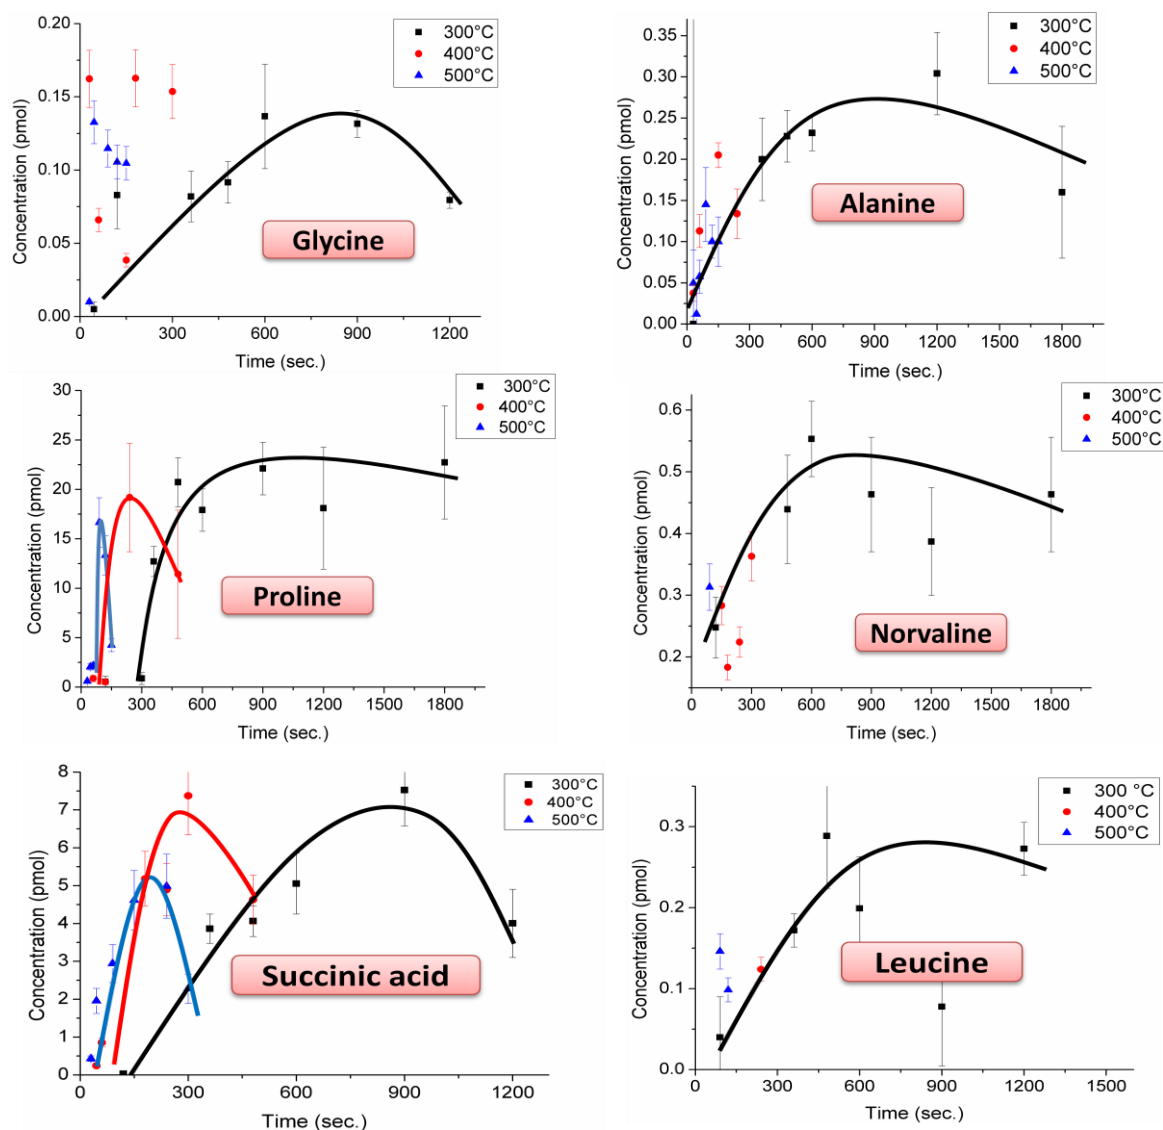 0.20
0.15
0.10
0.05
0.00
Concentration (pmol)
300°C
400°C
500°C
Glycine
0 300 600 900 1200
Time (sec.)
0.35
0.30
0.25
0.20
0.15
0.10
0.05
0.00
Concentration (pmol)
300°C
400°C
500°C
Alanine
0 300 600 900 1200 1500 1800
Time (sec.)
30
25
20
15
10
5
0
Concentration (pmol)
300°C
400°C
500°C
Proline
0 300 600 900 1200 1500 1800
Time (sec.)
0.6
0.5
0.4
0.3
0.2
Concentration (pmol)
300°C
400°C
500°C
Norvaline
0 300 600 900 1200 1500 1800
Time (sec.)
8
7
6
5
4
3
2
1
0
Concentration (pmol)
300°C
400°C
500°C
Succinic acid
0 300 600 900 1200
Time (sec.)
0.3
0.2
0.1
0.0
Concentration (pmol)
300 °C
400°C
500°C
Leucine
0 300 600 900 1200 1500
Time (sec.)